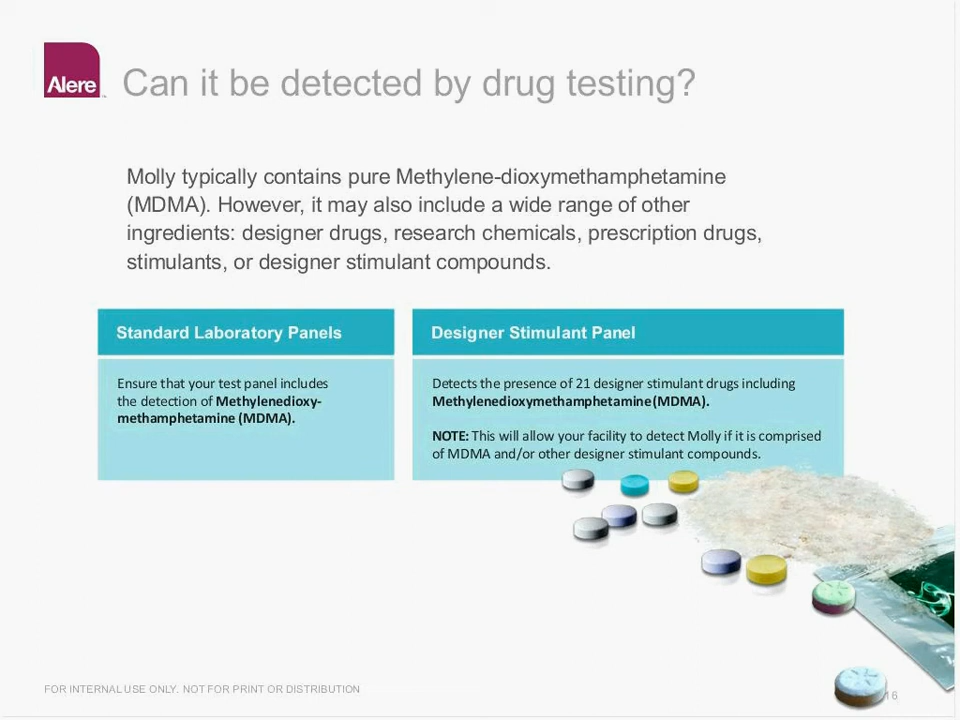 Alere
Can it be detected by drug testing?
Molly typically contains pure Methylene-dioxymethamphetamine
(MDMA). However, it may also include a wide range of other
ingredients: designer drugs, research chemicals, prescription drugs,
stimulants, or designer stimulant compounds.
Standard Laboratory Panels
Ensure that your test panel includes
the detection of Methylenedioxy-
methamphetamine (MDMA).
Designer Stimulant Panel
Detects the presence of 21 designer stimulant drugs including
Methylenedioxymethamphetamine(MDMA).
NOTE: This will allow your facility to detect Molly if it is comprised
of MDMA and/or other designer stimulant compounds.
FOR INTERNAL USE ONLY. NOT FOR PRINT OR DISTRIBUTION
16